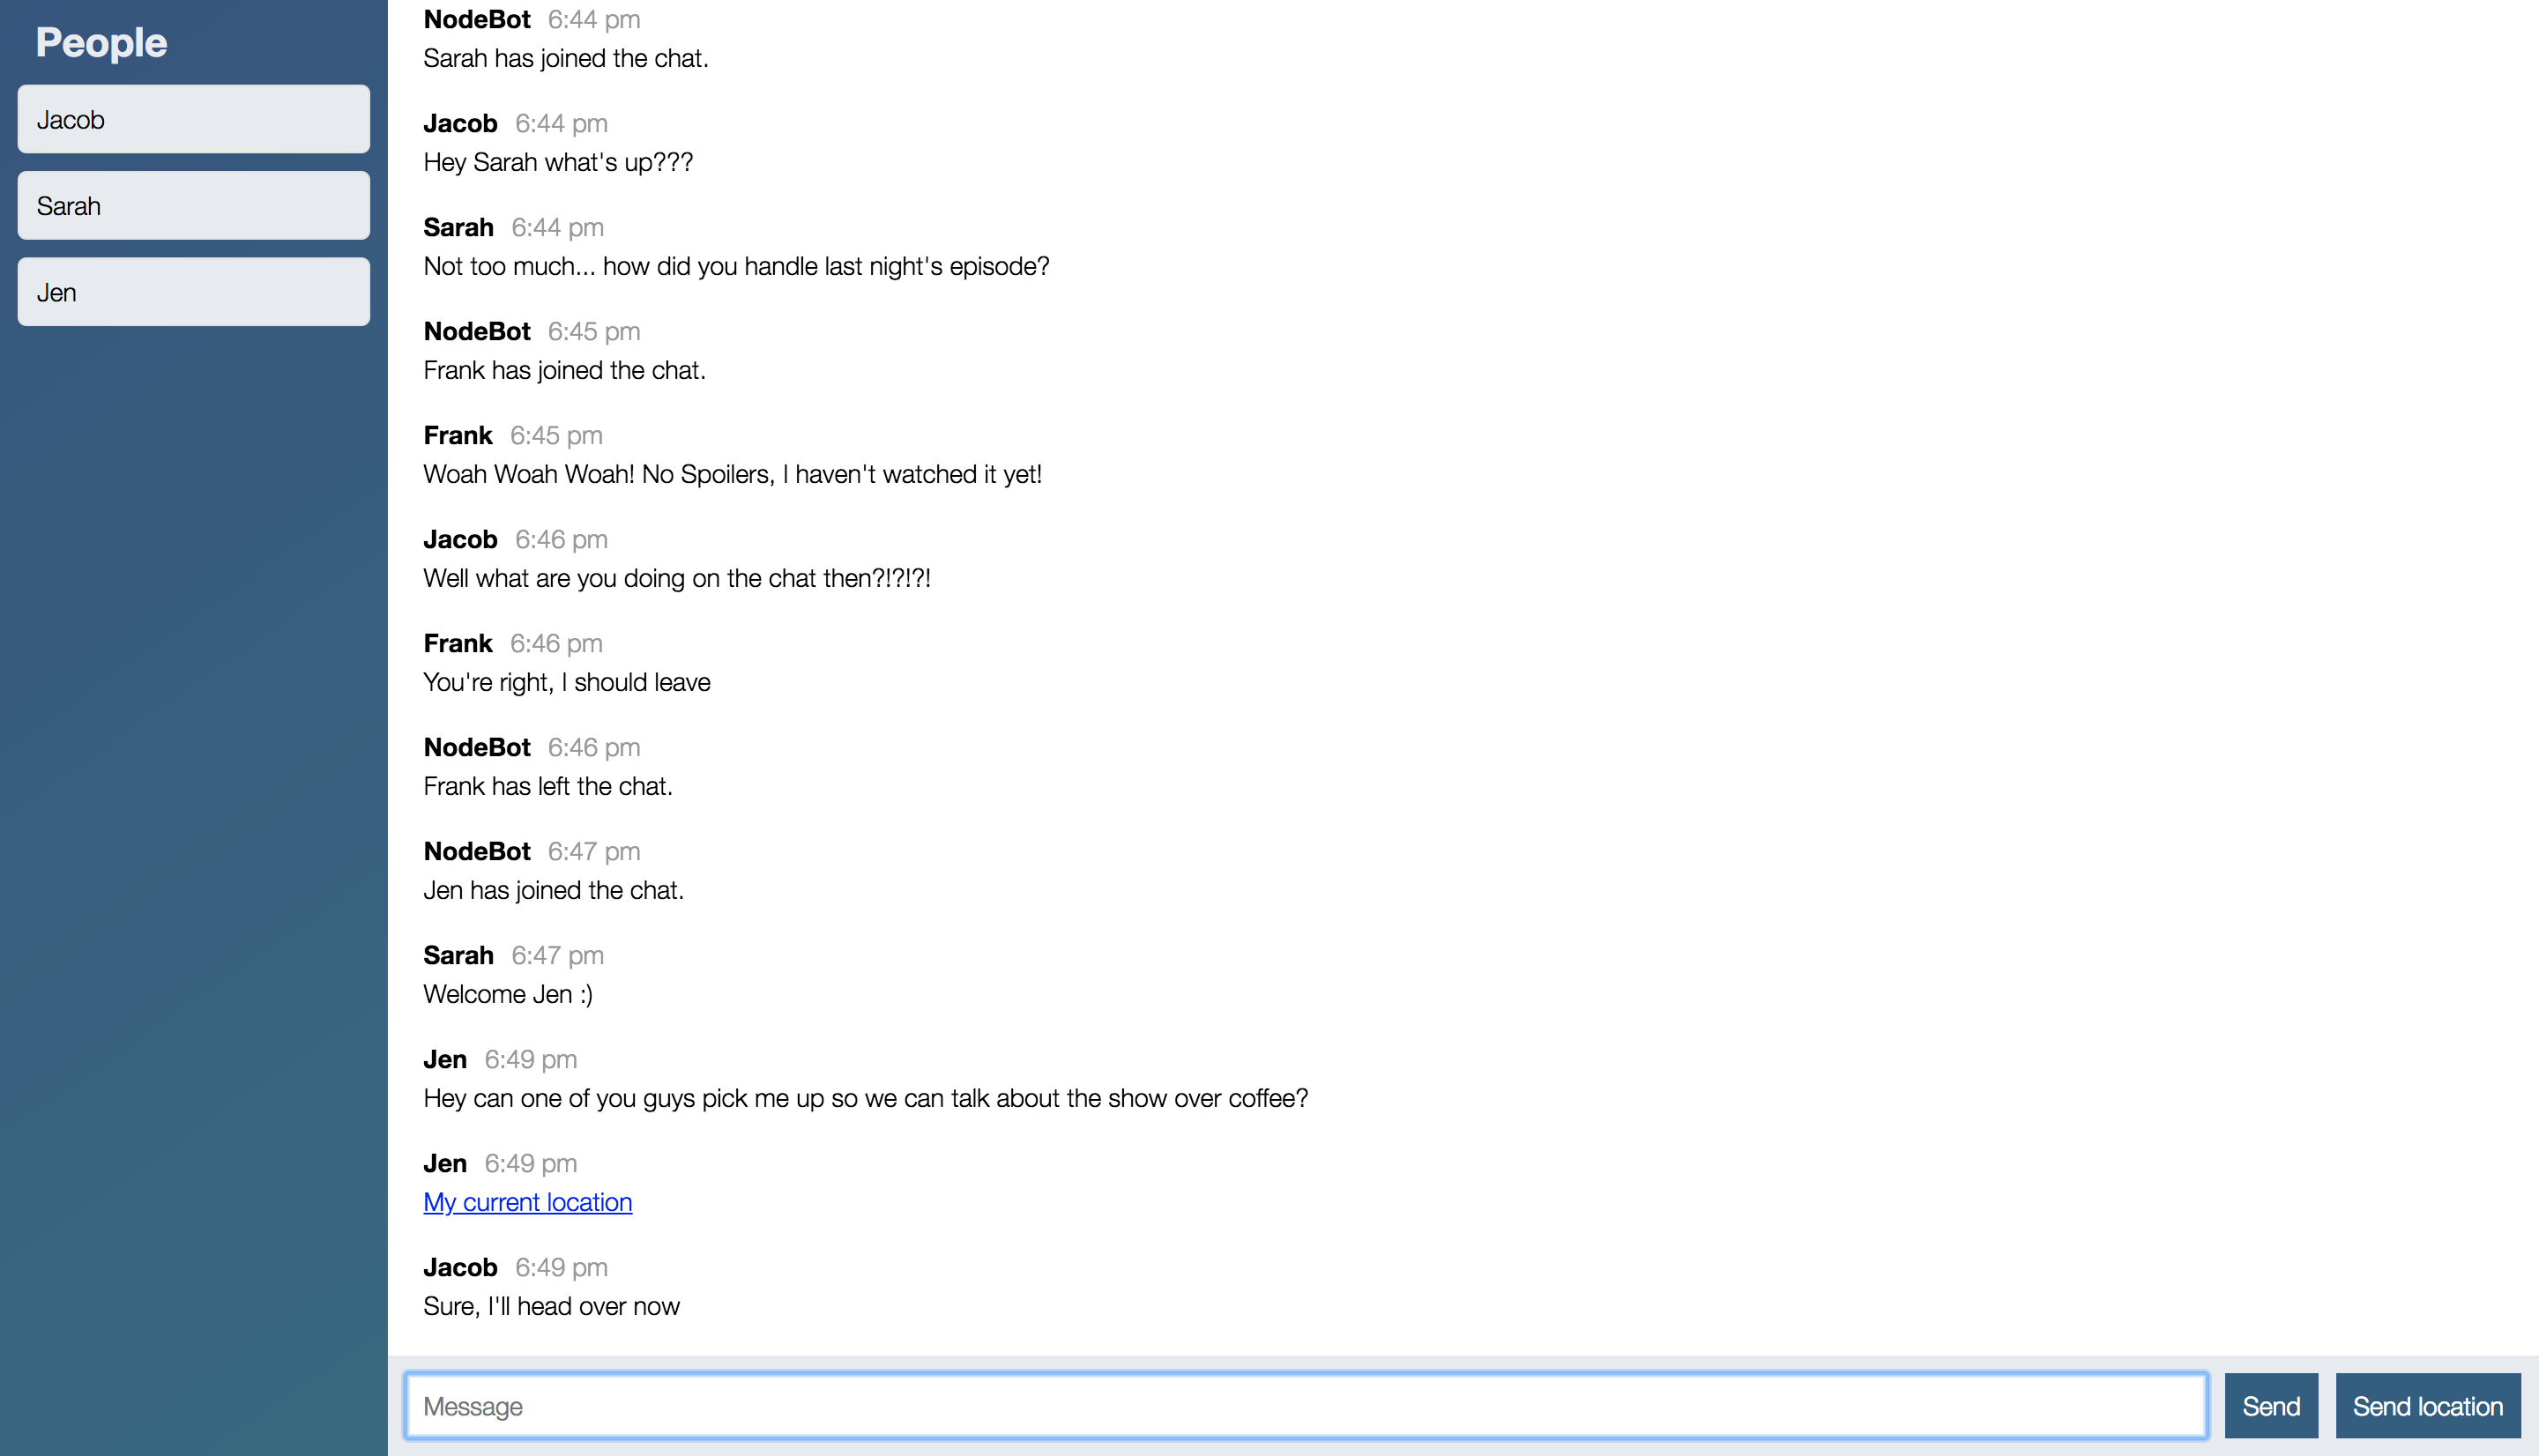 People
Jacob
Sarah
Jen
NodeBot 6:44 pm
Sarah has joined the chat.
Jacob 6:44 pm
Hey Sarah what's up???
Sarah 6:44 pm
Not too much... how did you handle last night's episode?
NodeBot 6:45 pm
Frank has joined the chat.
Frank 6:45 pm
Woah Woah Woah! No Spoilers, I haven't watched it yet!
Jacob 6:46 pm
Well what are you doing on the chat then?!?!?!
Frank 6:46 pm
You're right, I should leave
NodeBot 6:46 pm
Frank has left the chat.
NodeBot 6:47 pm
Jen has joined the chat.
Sarah 6:47 pm
Welcome Jen :)
Jen 6:49 pm
Hey can one of you guys pick me up so we can talk about the show over coffee?
Jen 6:49 pm
My current location
Jacob 6:49 pm
Sure, I'll head over now
Message
Send
Send location